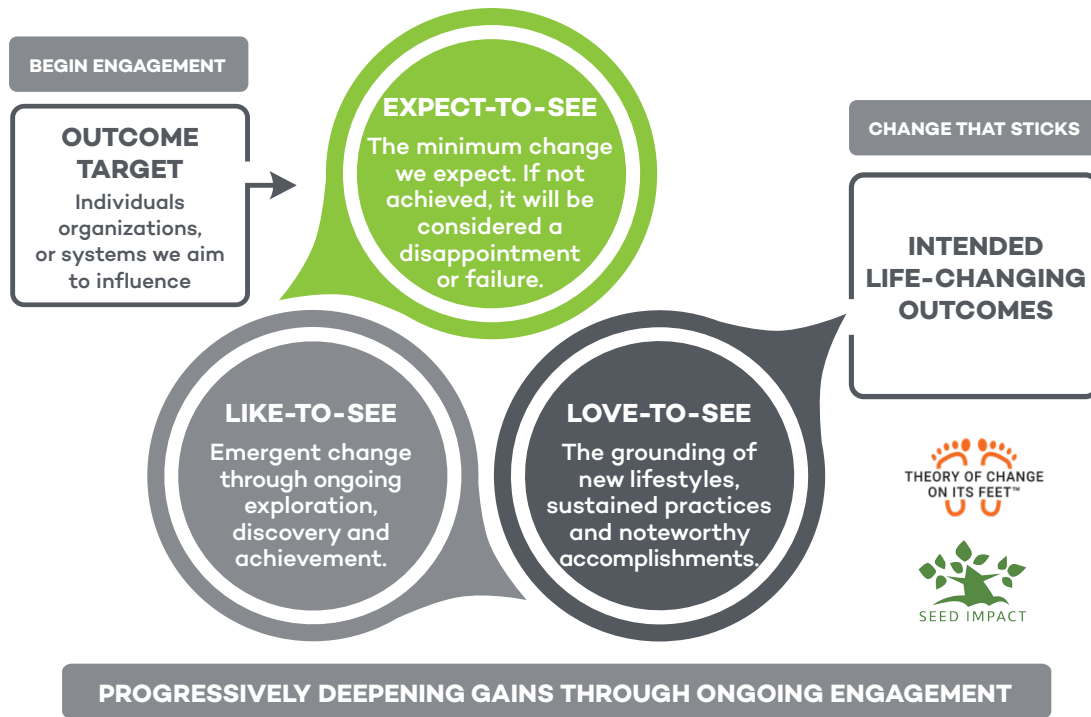 BEGIN ENGAGEMENT
OUTCOME
TARGET
Individuals
organizations,
or systems we aim
to influence
EXPECT-TO-SEE
The minimum change
we expect. If not
achieved, it will be
considered a
disappointment
or failure.
LIKE-TO-SEE
Emergent change
through ongoing
exploration,
discovery and
achievement.
LOVE-TO-SEE
The grounding of
new lifestyles,
sustained practices
and noteworthy
accomplishments.
CHANGE THAT STICKS
INTENDED
LIFE-CHANGING
OUTCOMES
THEORY OF CHANGE
ON ITS FEET™
SEED IMPACT
PROGRESSIVELY DEEPENING GAINS THROUGH ONGOING ENGAGEMENT